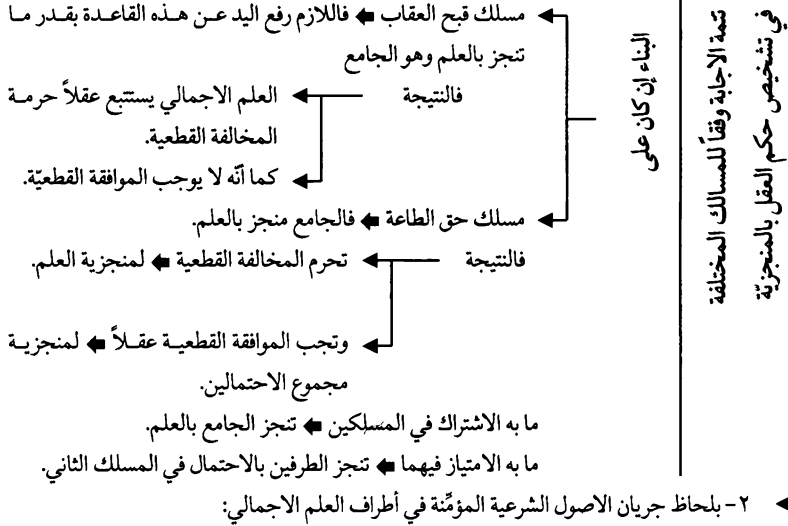 تتمة الاجابة وفقاً للمسالك المختلفة
في تشخيص حكم العقل بالمنجزيّة
البناء إن كان على
مسلك قبح العقاب ⬅ فاللازم رفع اليد عن هذه القاعدة بقدر ما
تنجز بالعلم وهو الجامع
فالنتيجة العلم الاجمالي يستتبع عقلاً حرمة
المخالفة القطعية.
كما أنّه لا يوجب الموافقة القطعيّة.
مسلك حق الطاعة ⬅ فالجامع منجز بالعلم.
فالنتيجة تحرم المخالفة القطعية ⬅ لمنجزية العلم.
وتجب الموافقة القطعية عقلاً ⬅ لمنجزية
مجموع الاحتمالين.
ما به الاشتراك في المسلكين ⬅ تنجز الجامع بالعلم.
ما به الامتياز فيهما ⬅ تنجز الطرفين بالاحتمال في المسلك الثاني.
٢- بلحاظ جريان الاصول الشرعية المؤمّنة في أطراف العلم الاجمالي: